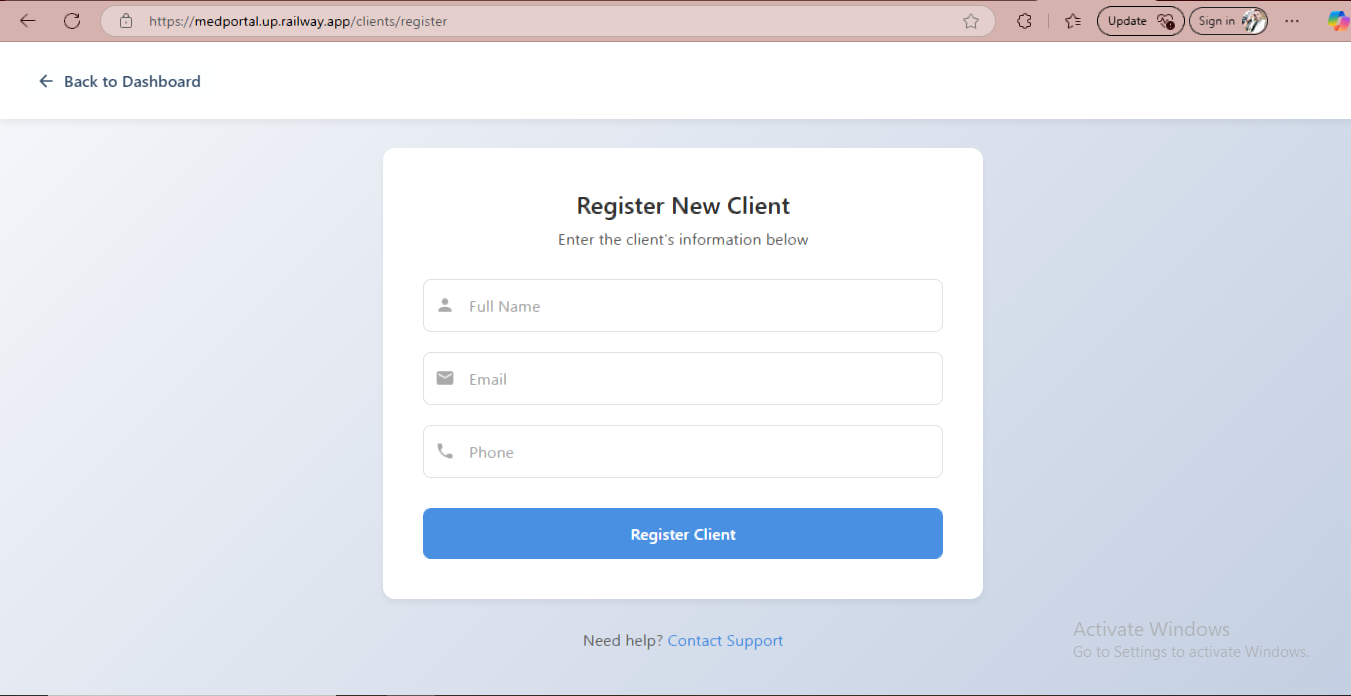 https://medportal.up.railway.app/clients/register
Update
Sign in
Back to Dashboard
Register New Client
Enter the client's information below
Full Name
Email
Phone
Register Client
Need help? Contact Support
Activate Windows
Go to Settings to activate Windows.